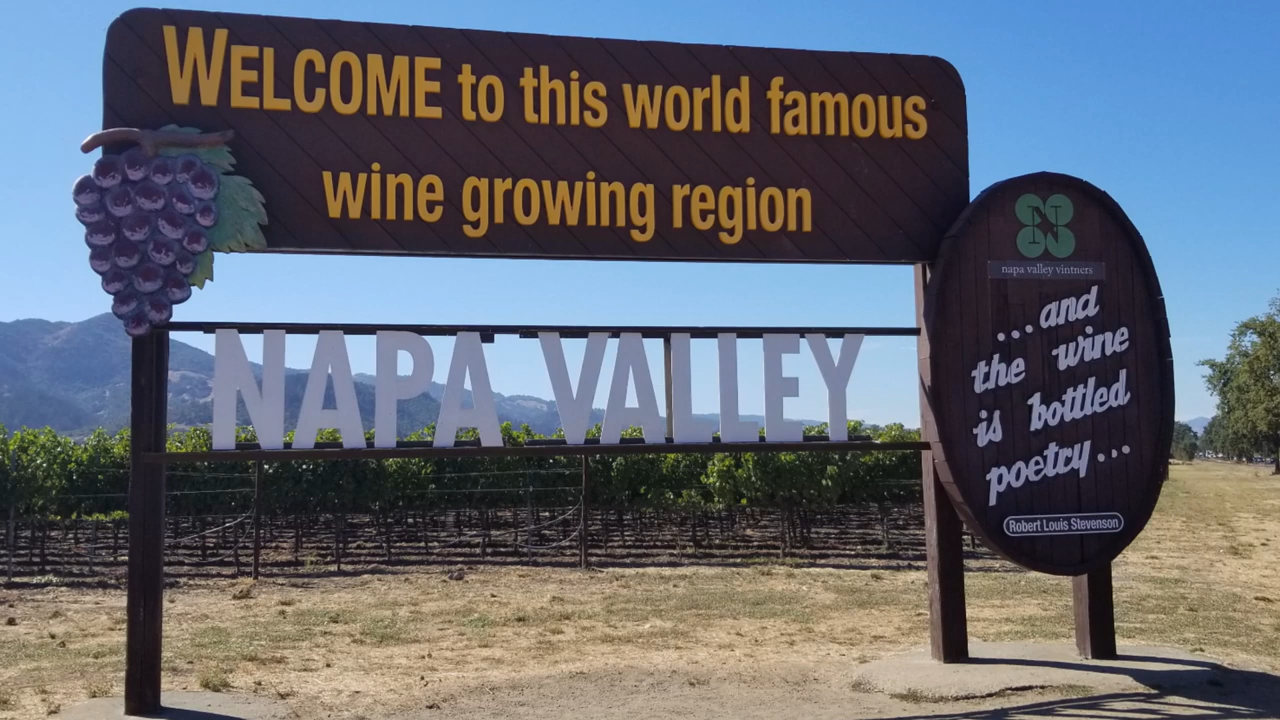 WELCOME to this world famous
wine growing region
NAPA VALLEY
N
napa valley vintners
...and
the wine
is bottled
poetry...
Robert Louis Stevenson